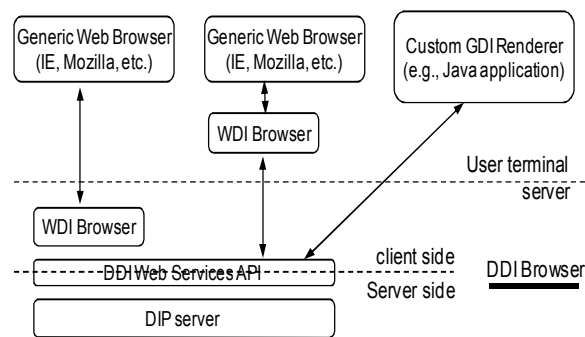 Generic Web Browser
(IE, Mozilla, etc.)
Generic Web Browser
(IE, Mozilla, etc.)
Custom GDI Renderer
(e.g., Java application)
WDI Browser
User terminal
server
WDI Browser
client side
DDI Web Services API
DDI Browser
Server side
DIP server